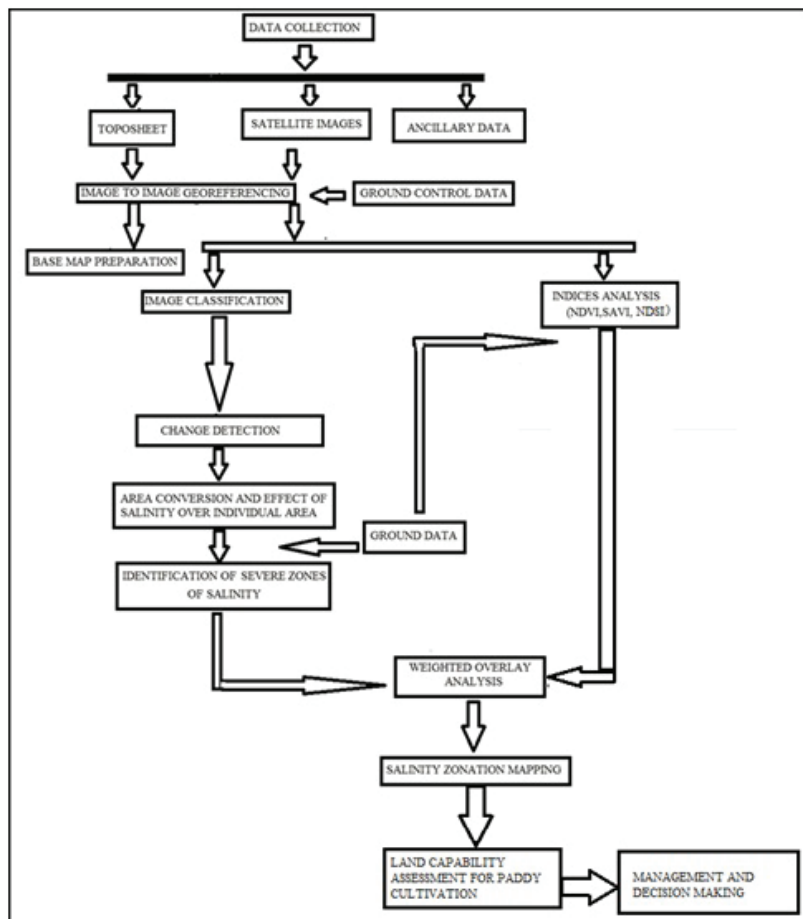 DATA COLLECTION
TOPOSHEET
SATELLITE IMAGES
ANCILLARY DATA
IMAGE TO IMAGE GEOREFERENCING
GROUND CONTROL DATA
BASE MAP PREPARATION
IMAGE CLASSIFICATION
INDICES ANALYSIS
(NDVI,SAVI, NDSI)
CHANGE DETECTION
AREA CONVERSION AND EFFECT OF
SALINITY OVER INDIVIDUAL AREA
GROUND DATA
IDENTIFICATION OF SEVERE ZONES
OF SALINITY
WEIGHTED OVERLAY
ANALYSIS
SALINITY ZONATION MAPPING
LAND CAPABILITY
ASSESSMENT FOR PADDY
CULTIVATION
MANAGEMENT AND
DECISION MAKING